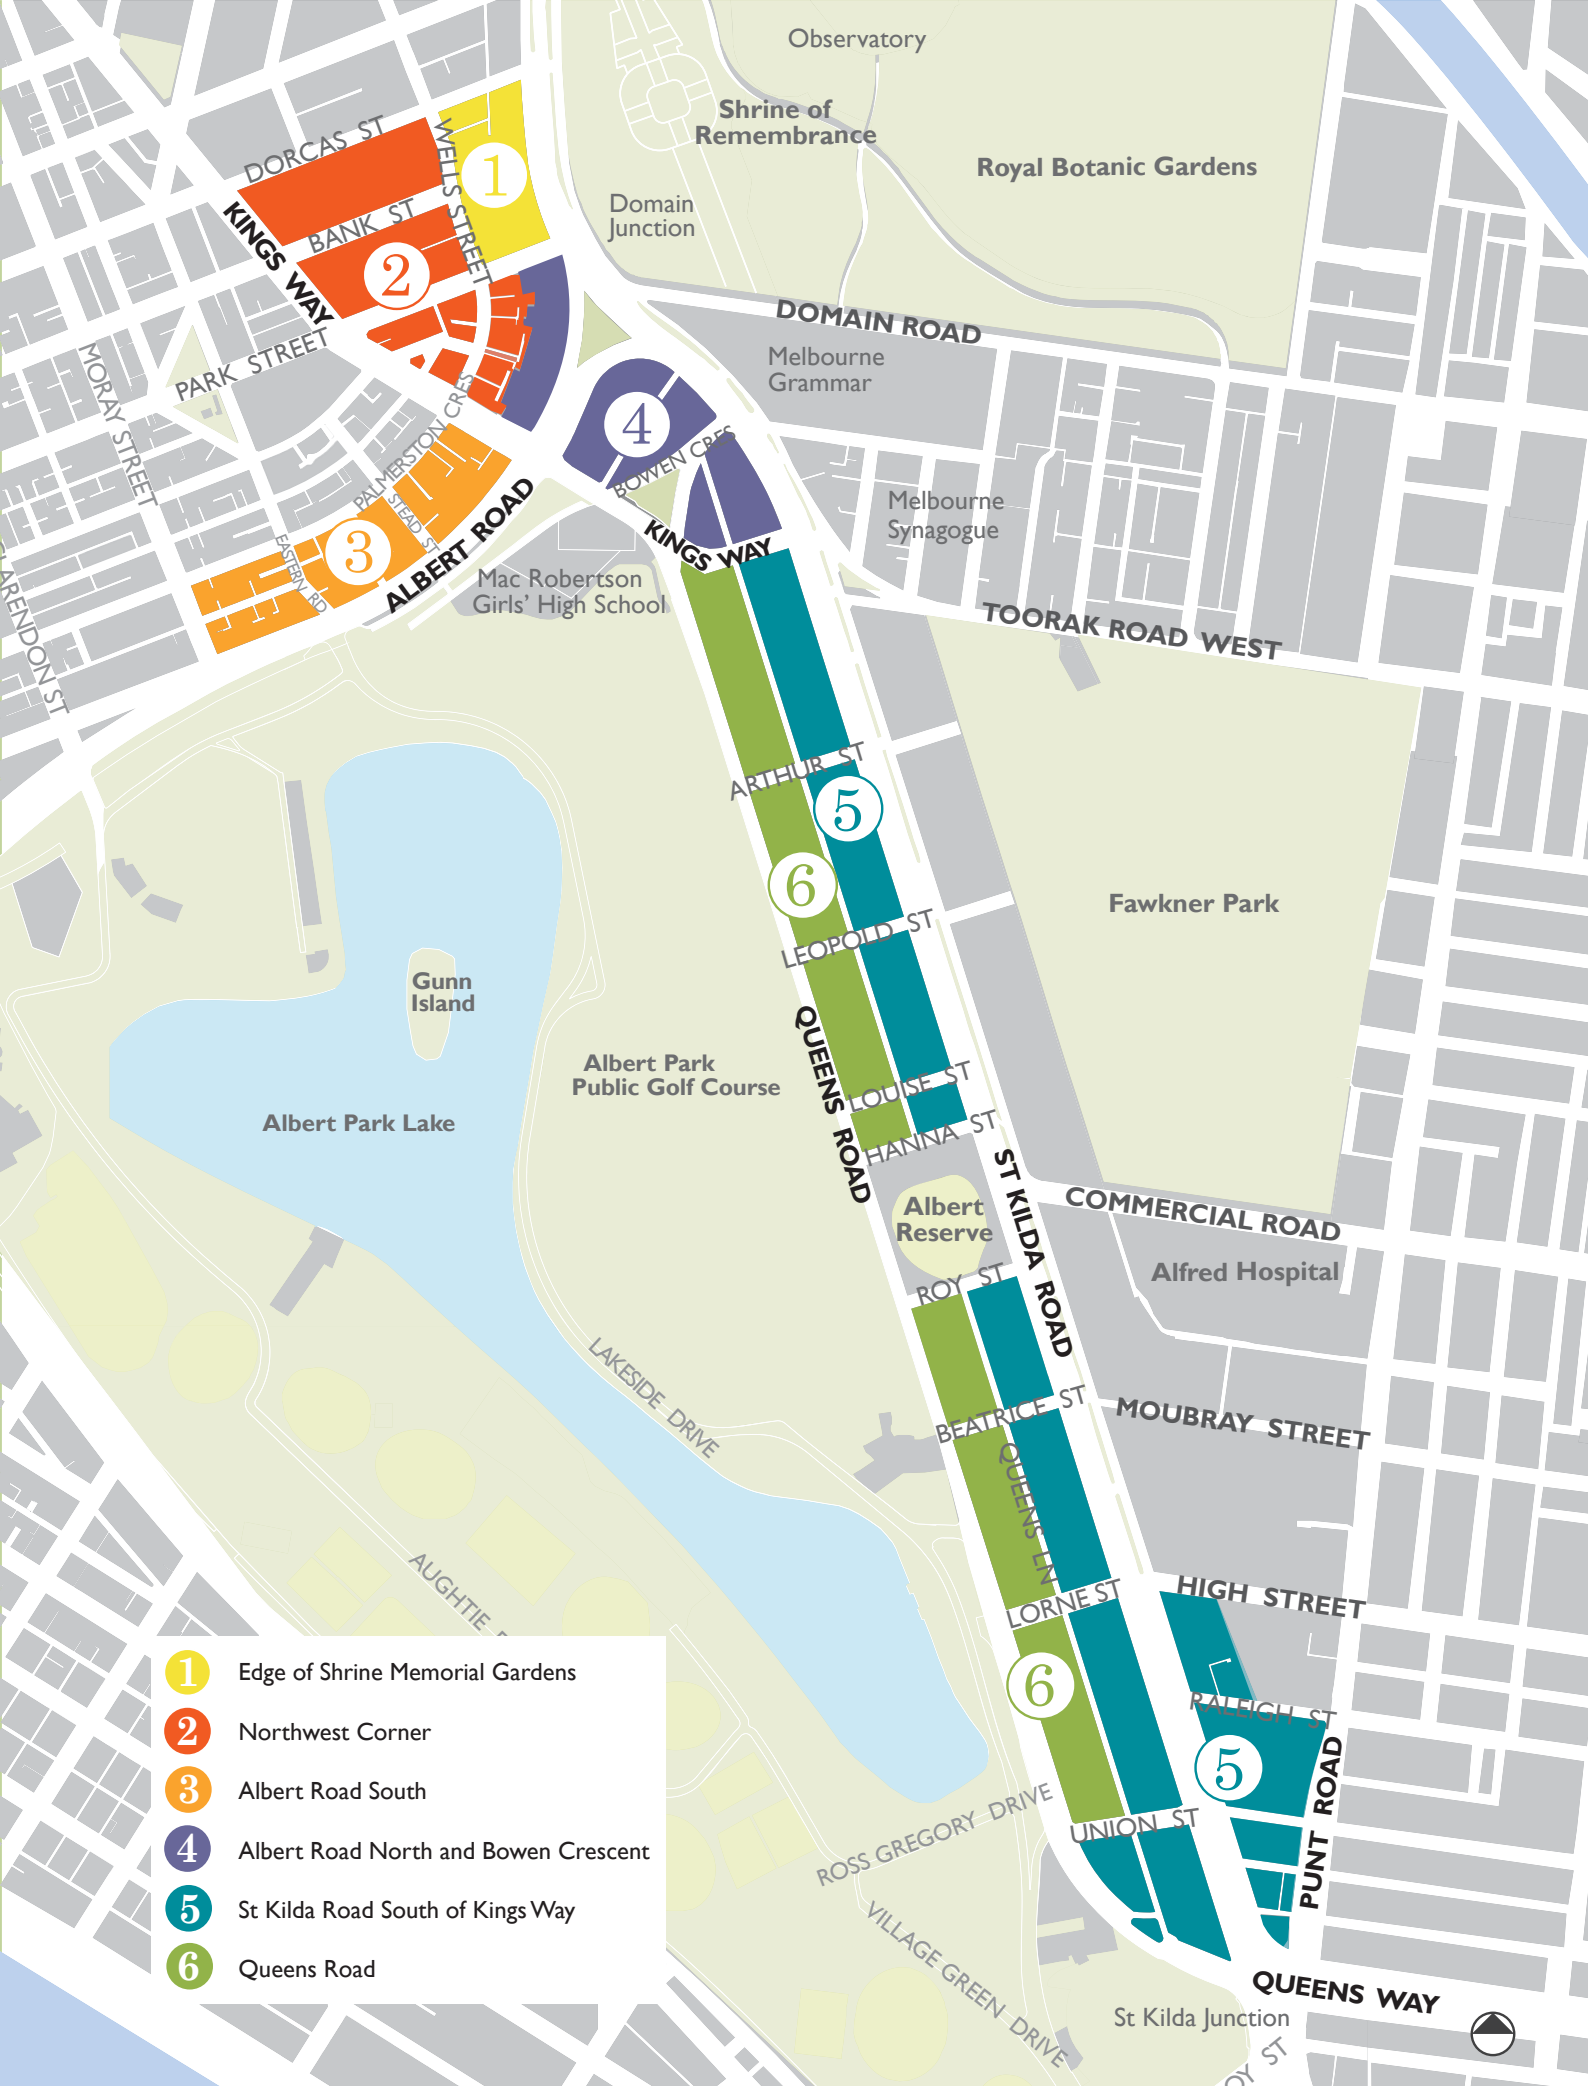 Observatory
Shrine of
Remembrance
Royal Botanic Gardens
DORCAS ST
WELLS STREET
1
Domain
Junction
KINGS WAY
BANK ST
2
DOMAIN ROAD
PARK STREET
MORAY STREET
Melbourne
Grammar
PALMERSTON CRES
4
BOWEN CRES
STEAD ST
ALBERT ROAD
3
EASTERN RD
Melbourne
Synagogue
KINGS WAY
Mac Robertson
Girls' High School
ARENDON ST
TOORAK ROAD WEST
ARTHUR ST
5
6
Fawkner Park
LEOPOLD ST
Gunn
Island
QUEENS ROAD
Albert Park
Public Golf Course
LOUISE ST
Albert Park Lake
HANNA ST
ST KILDA ROAD
Albert
Reserve
COMMERCIAL ROAD
Alfred Hospital
ROY ST
LAKESIDE DRIVE
BEATRICE ST
MOUBRAY STREET
QUEENS LN
AUGHTIE
LORNE ST
HIGH STREET
6
RALEIGH ST
5
PUNT ROAD
ROSS GREGORY DRIVE
UNION ST
VILLAGE GREEN DRIVE
QUEENS WAY
St Kilda Junction
OY ST
1 Edge of Shrine Memorial Gardens
2 Northwest Corner
3 Albert Road South
4 Albert Road North and Bowen Crescent
5 St Kilda Road South of Kings Way
6 Queens Road